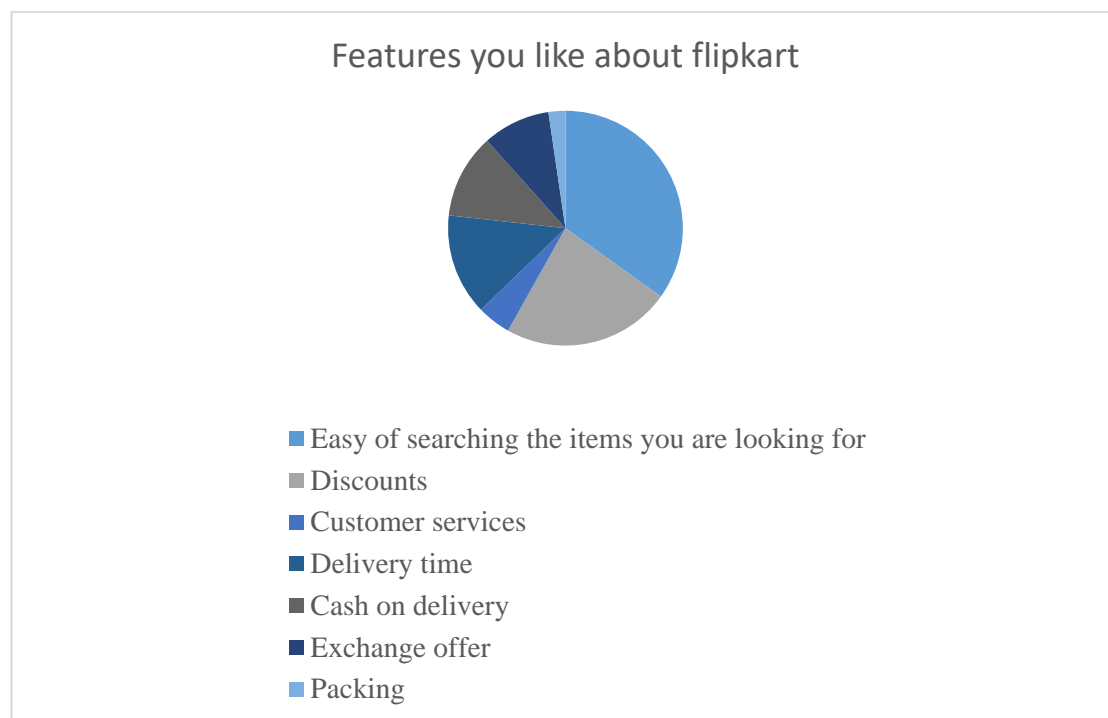 Features you like about flipkart
Easy of searching the items you are looking for
Discounts
Customer services
Delivery time
Cash on delivery
Exchange offer
Packing